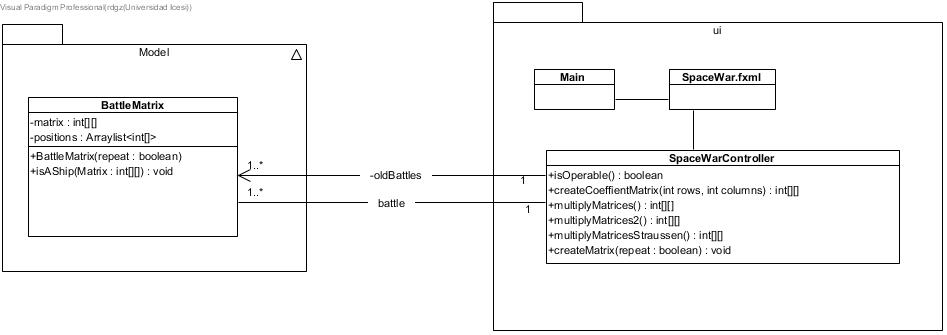 Visual Paradigm Professional(rdgz(Universidad Icesi))
Model
BattleMatrix
-matrix : int[][]
-positions : Arraylist<int[]>
+BattleMatrix(repeat : boolean)
+isAShip(Matrix : int[][]) : void
1..*
-oldBattles
1
1..*
battle
1
ui
Main
SpaceWar.fxml
SpaceWarController
+isOperable() : boolean
+createCoeffientMatrix(int rows, int columns) : int[][]
+multiplyMatrices() : int[][]
+multiplyMatrices2() : int[][]
+multiplyMatricesStraussen() : int[][]
+createMatrix(repeat : boolean) : void